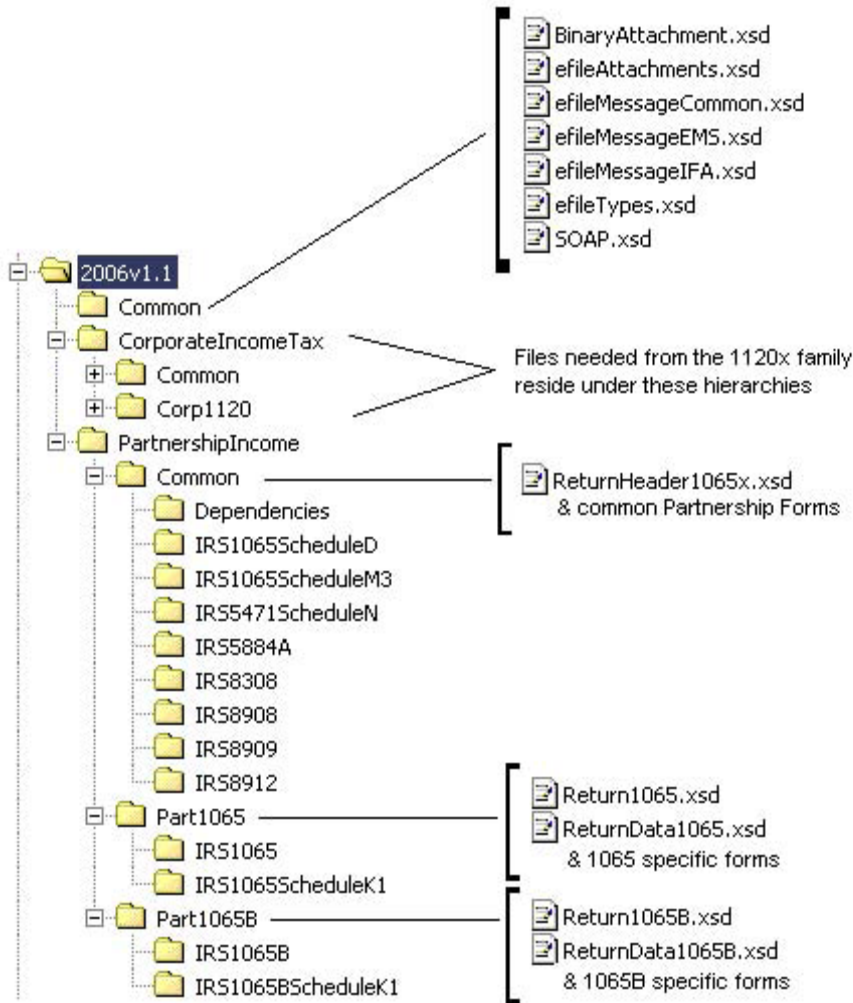 BinaryAttachment.xsd
efileAttachments.xsd
efileMessageCommon.xsd
efileMessageEMS.xsd
efileMessageIFA.xsd
efileTypes.xsd
SOAP.xsd
2006v1.1
Common
CorporateIncomeTax
Common
Corp1120
Files needed from the 1120x family
reside under these hierarchies
PartnershipIncome
Common
ReturnHeader1065x.xsd
& common Partnership Forms
Dependencies
IRS1065ScheduleD
IRS1065ScheduleM3
IRS5471ScheduleN
IRS5884A
IRS8308
IRS8908
IRS8909
IRS8912
Part1065
Return1065.xsd
ReturnData1065.xsd
& 1065 specific forms
IRS1065
IRS1065ScheduleK1
Part1065B
Return1065B.xsd
ReturnData1065B.xsd
& 1065B specific forms
IRS1065B
IRS1065BScheduleK1